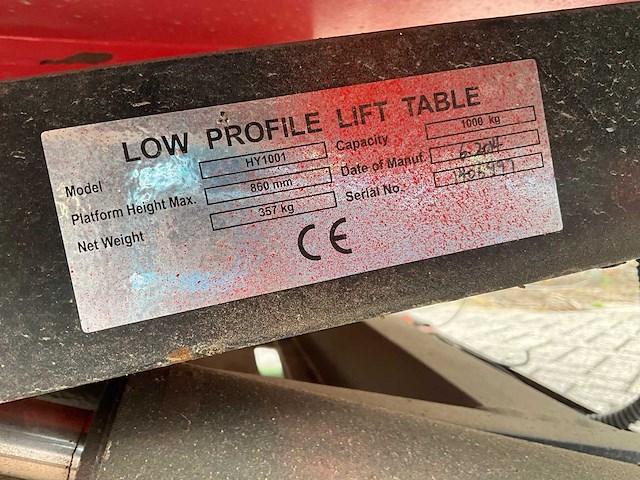 LOW PROFILE LIFT TABLE
Model HY1001 Capacity 1000 kg
Platform Height Max. 860 mm Date of Manuf.
Net Weight 357 kg Serial No.
CE